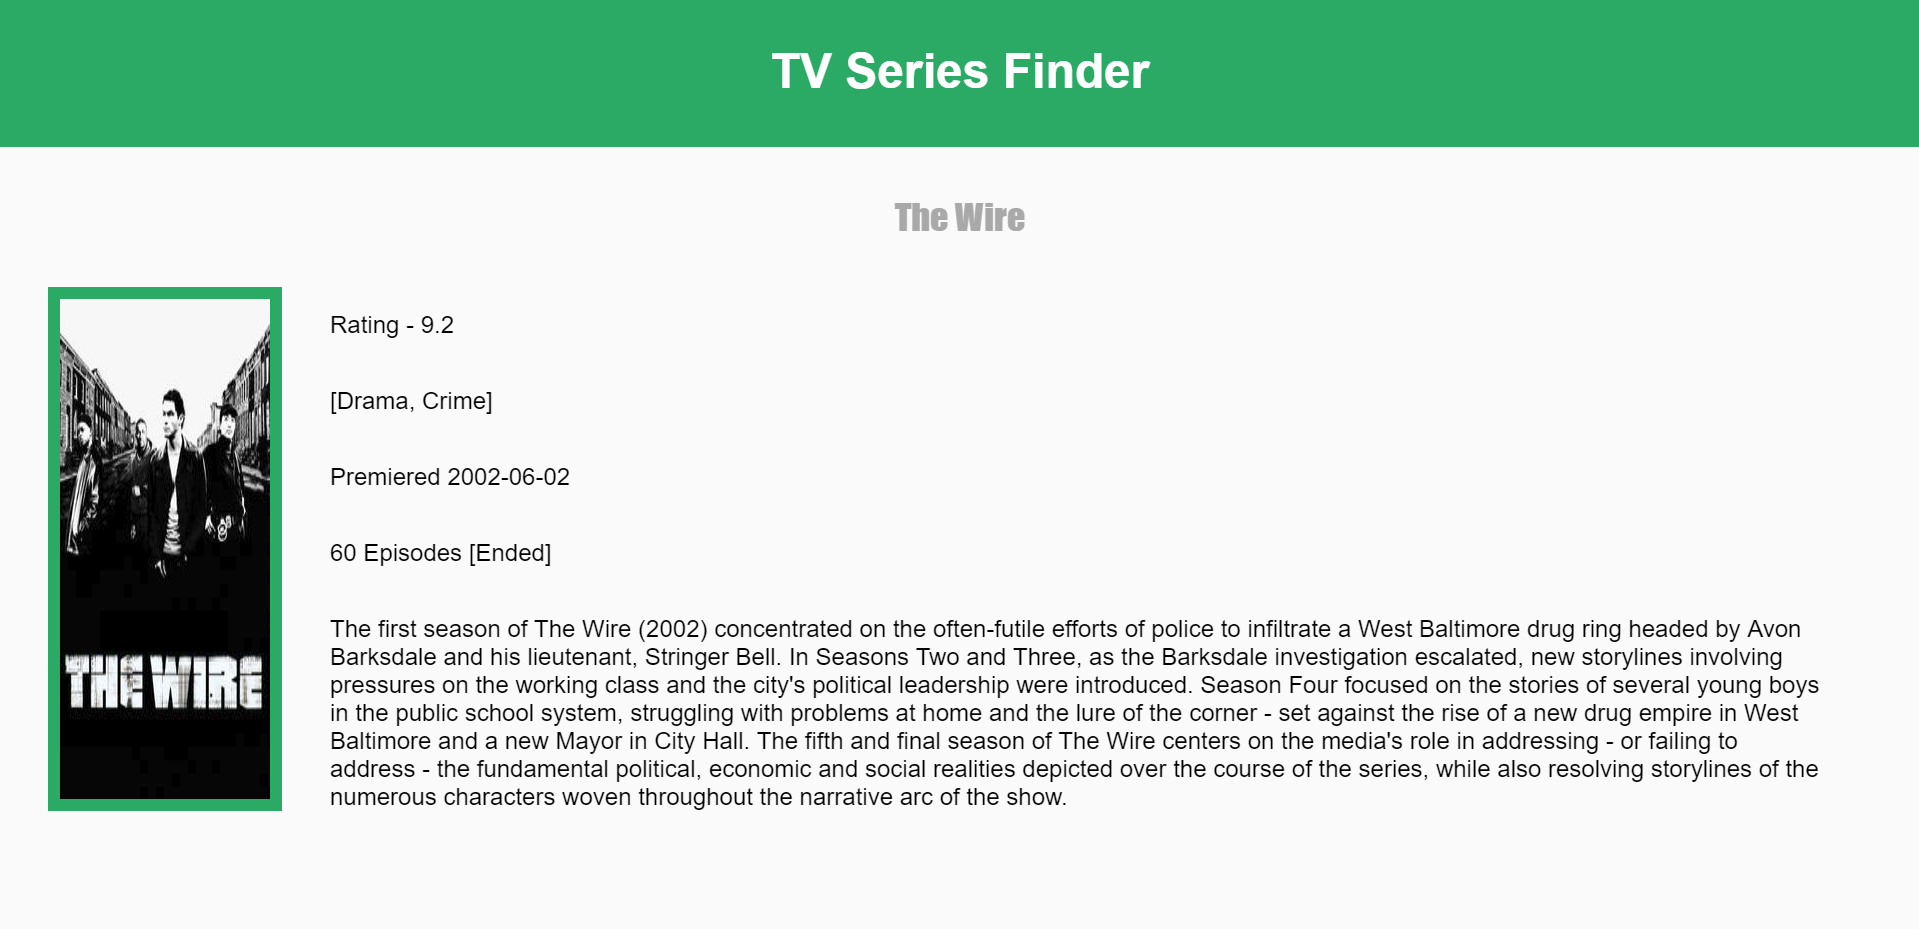 TV Series Finder
The Wire
THE WIRE
Rating - 9.2
[Drama, Crime]
Premiered 2002-06-02
60 Episodes [Ended]
The first season of The Wire (2002) concentrated on the often-futile efforts of police to infiltrate a West Baltimore drug ring headed by Avon
Barksdale and his lieutenant, Stringer Bell. In Seasons Two and Three, as the Barksdale investigation escalated, new storylines involving
pressures on the working class and the city's political leadership were introduced. Season Four focused on the stories of several young boys
in the public school system, struggling with problems at home and the lure of the corner - set against the rise of a new drug empire in West
Baltimore and a new Mayor in City Hall. The fifth and final season of The Wire centers on the media's role in addressing - or failing to
address - the fundamental political, economic and social realities depicted over the course of the series, while also resolving storylines of the
numerous characters woven throughout the narrative arc of the show.